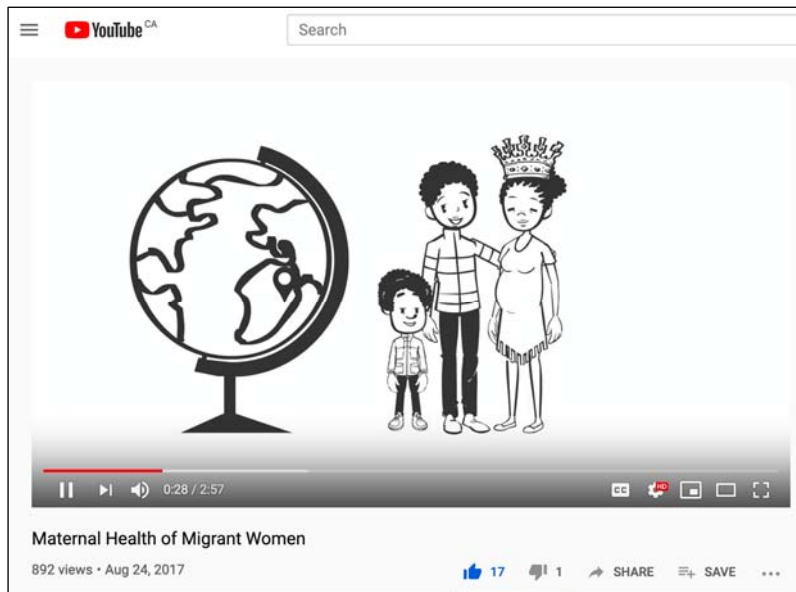 YouTube CA
Search
0:28 / 2:57
CC
HD
Maternal Health of Migrant Women
892 views • Aug 24, 2017
17
1
SHARE
SAVE